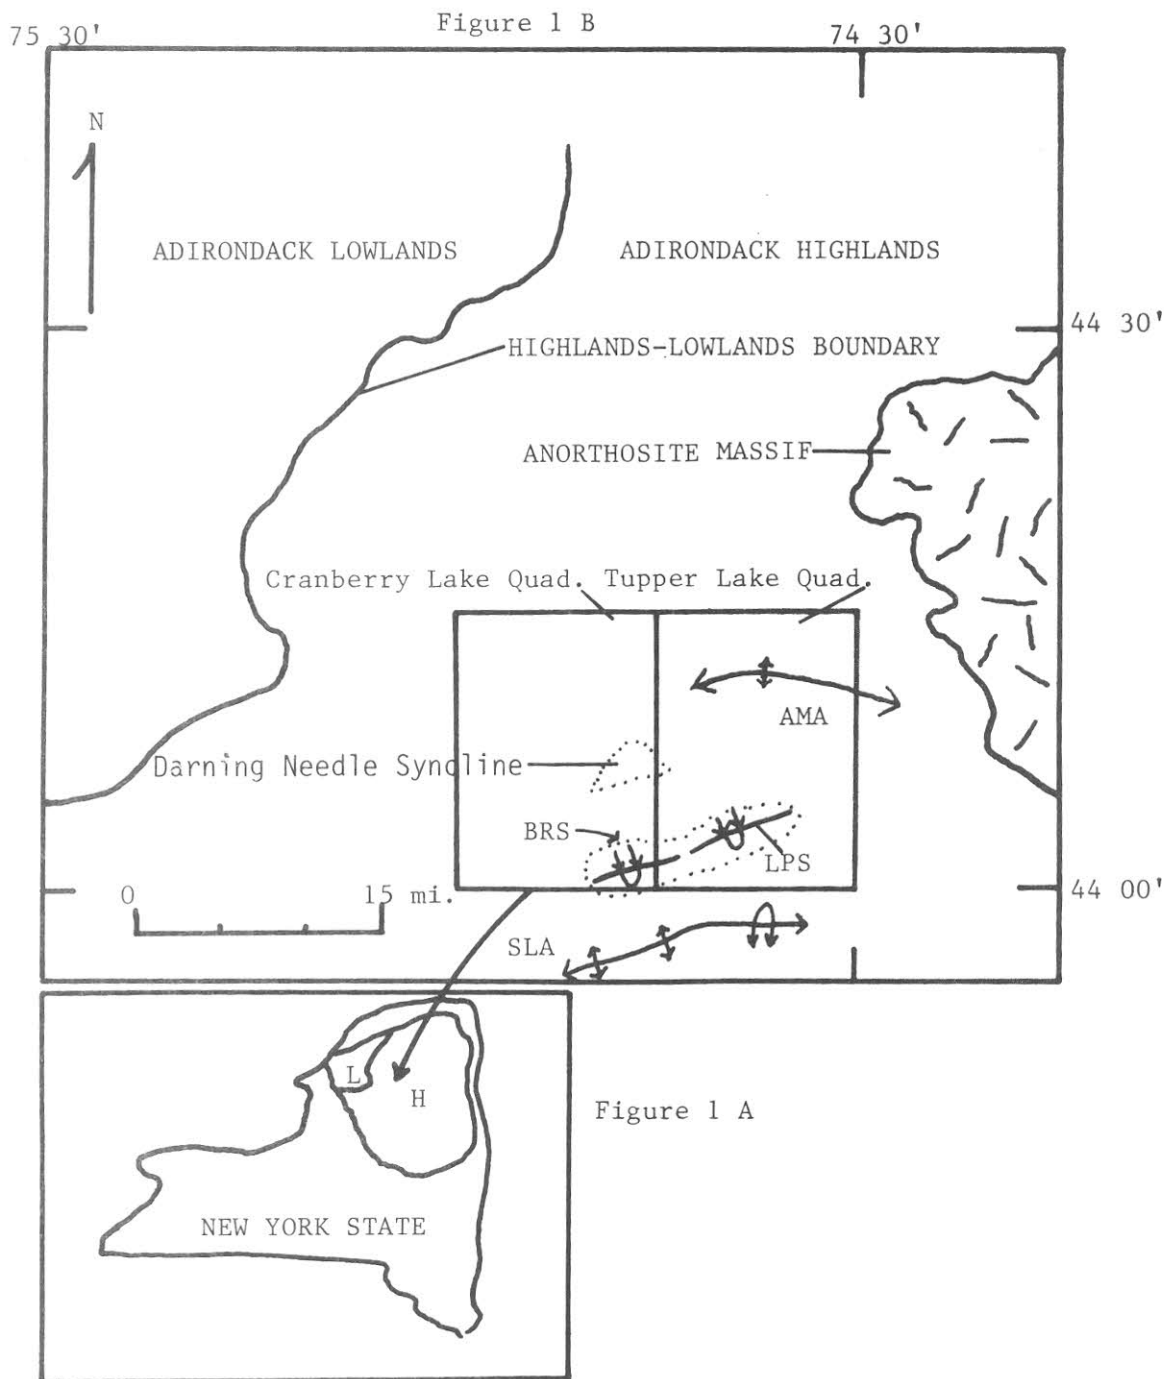 Figure 1 B
75 30'
74 30'
N
ADIRONDACK LOWLANDS
ADIRONDACK HIGHLANDS
44 30'
HIGHLANDS-LOWLANDS BOUNDARY
ANORTHOSITE MASSIF
Cranberry Lake Quad.
Tupper Lake Quad.
AMA
Darning Needle Syncline
BRS
LPS
0
15 mi.
44 00'
SLA
L
H
Figure 1 A
NEW YORK STATE